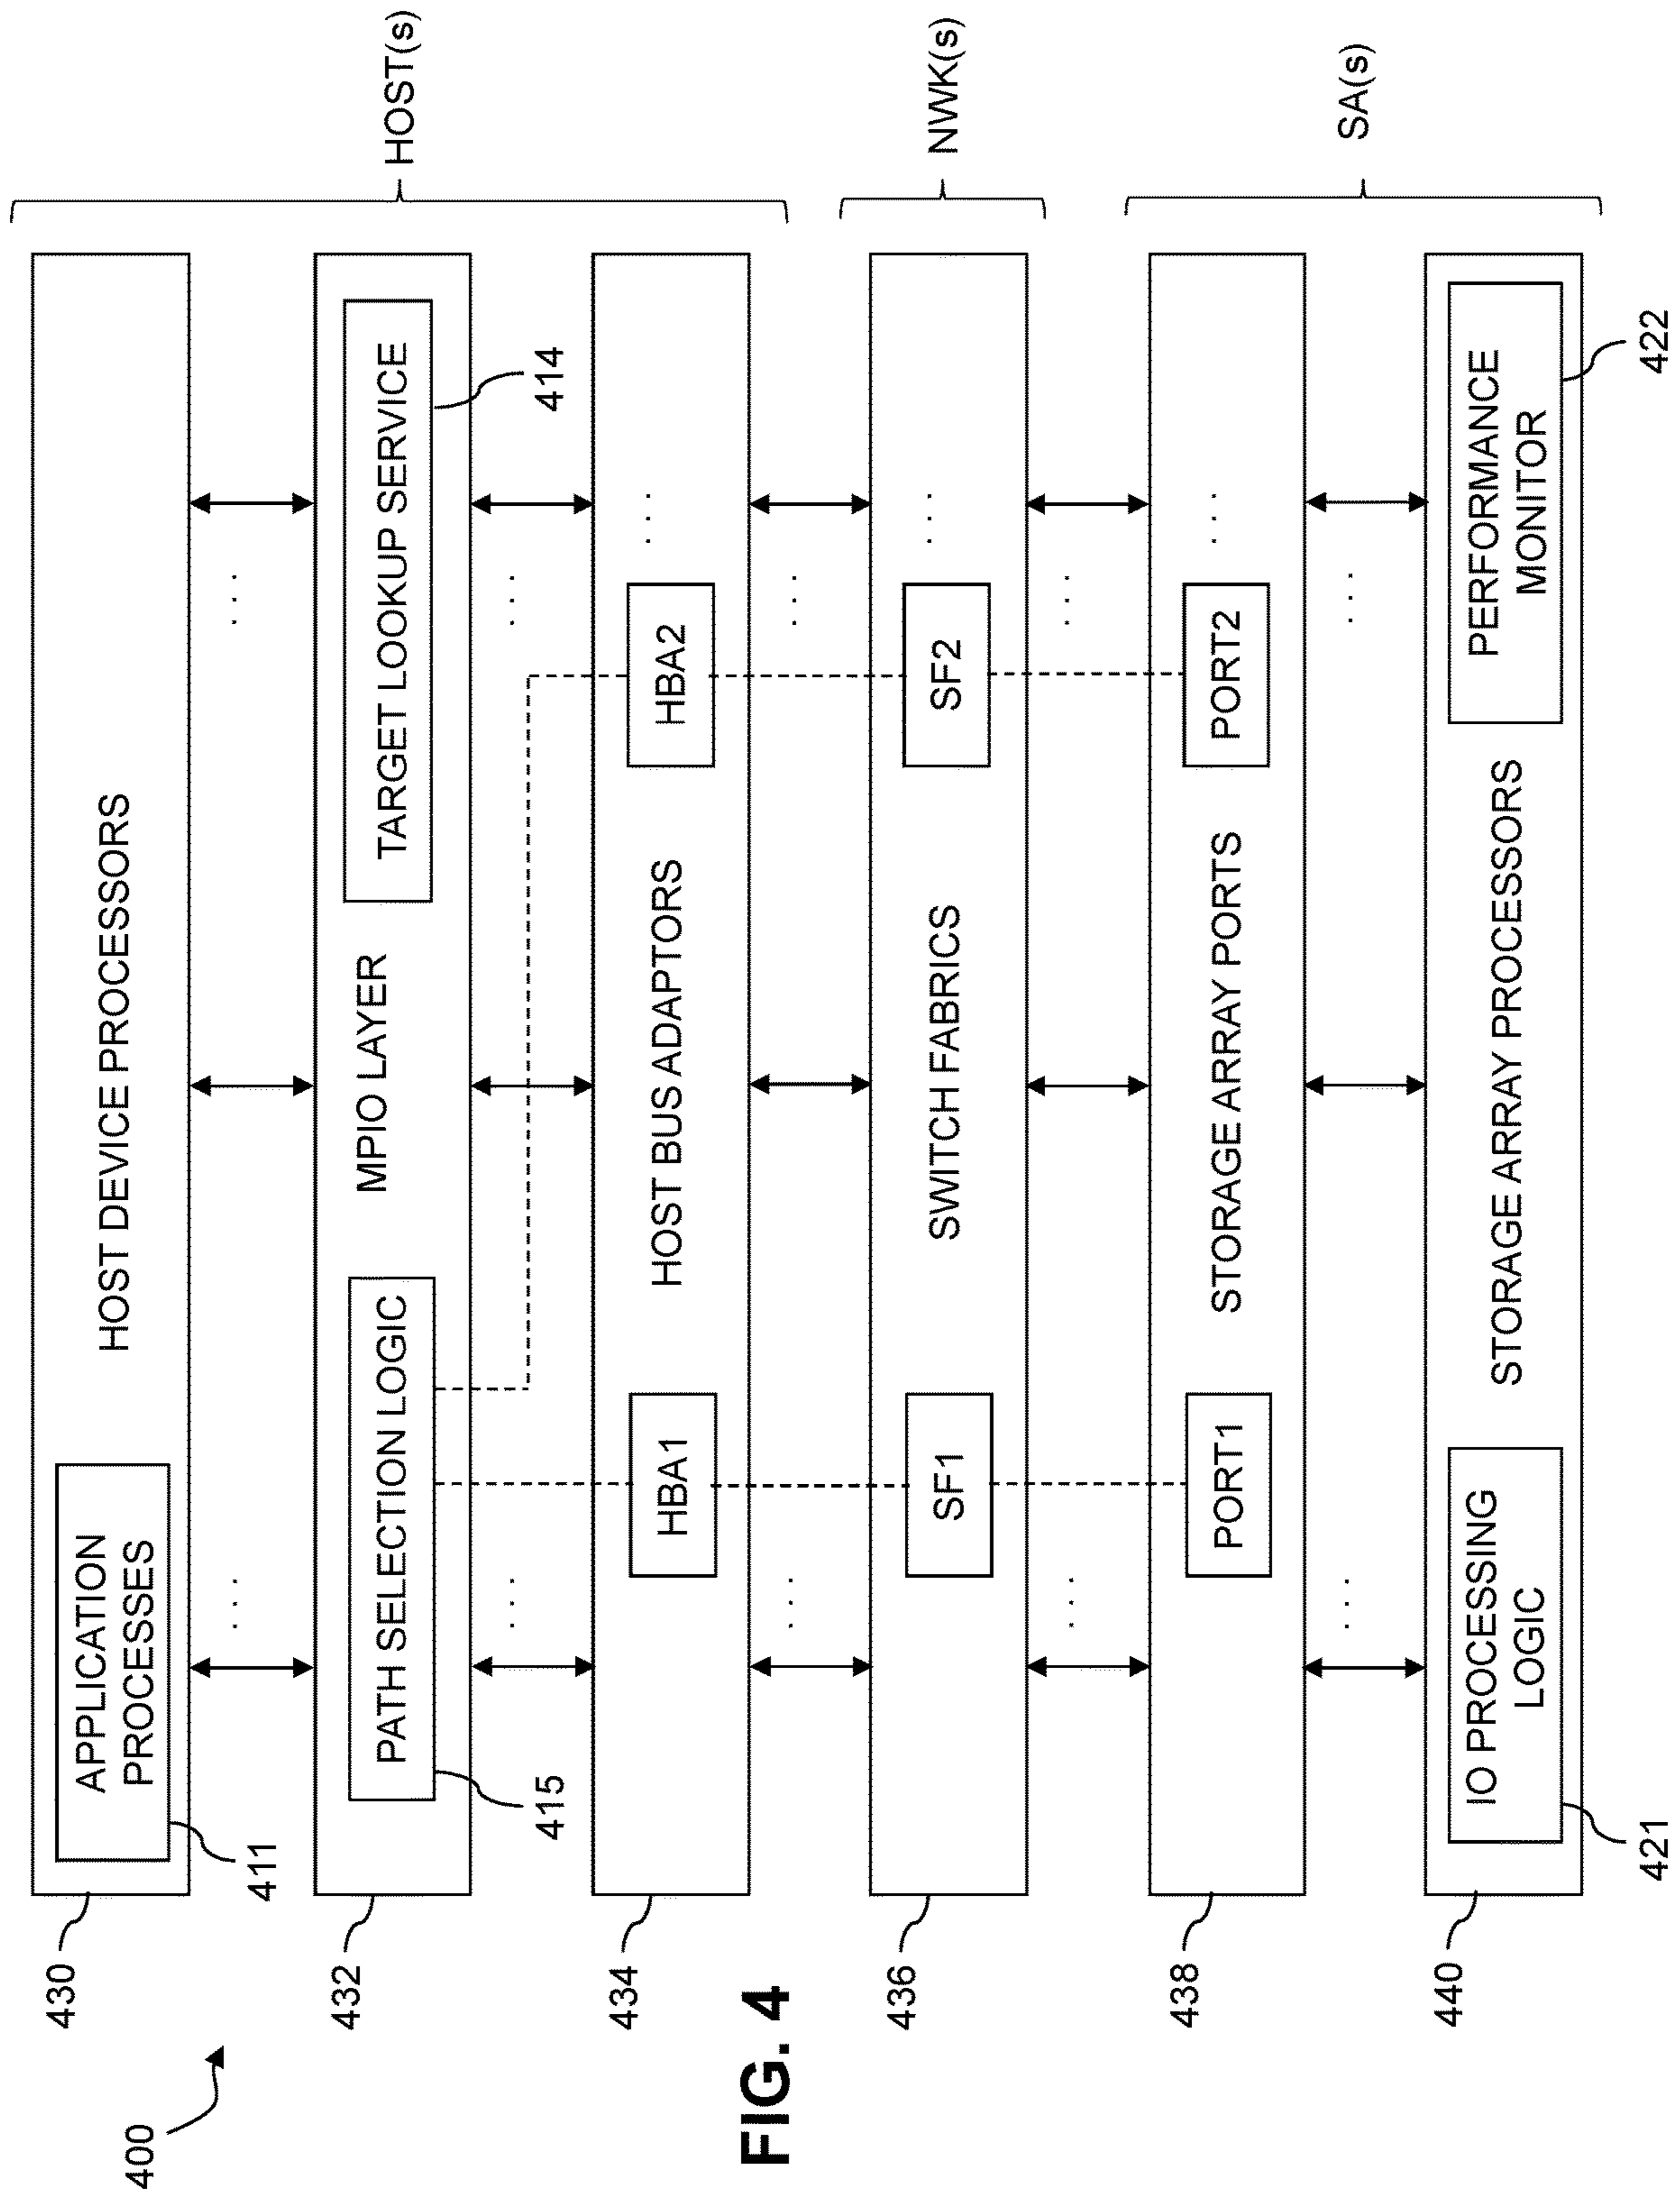 400
430
APPLICATION
PROCESSES
411
HOST DEVICE PROCESSORS
HOST(s)
. . .
. . .
432
PATH SELECTION LOGIC
415
MPIO LAYER
TARGET LOOKUP SERVICE
414
. . .
. . .
434
HBA1
HOST BUS ADAPTORS
HBA2
. . .
. . .
. . .
436
SF1
SWITCH FABRICS
SF2
. . .
NWK(s)
. . .
. . .
438
PORT1
STORAGE ARRAY PORTS
PORT2
. . .
SA(s)
. . .
. . .
440
IO PROCESSING
LOGIC
421
STORAGE ARRAY PROCESSORS
PERFORMANCE
MONITOR
422
FIG. 4